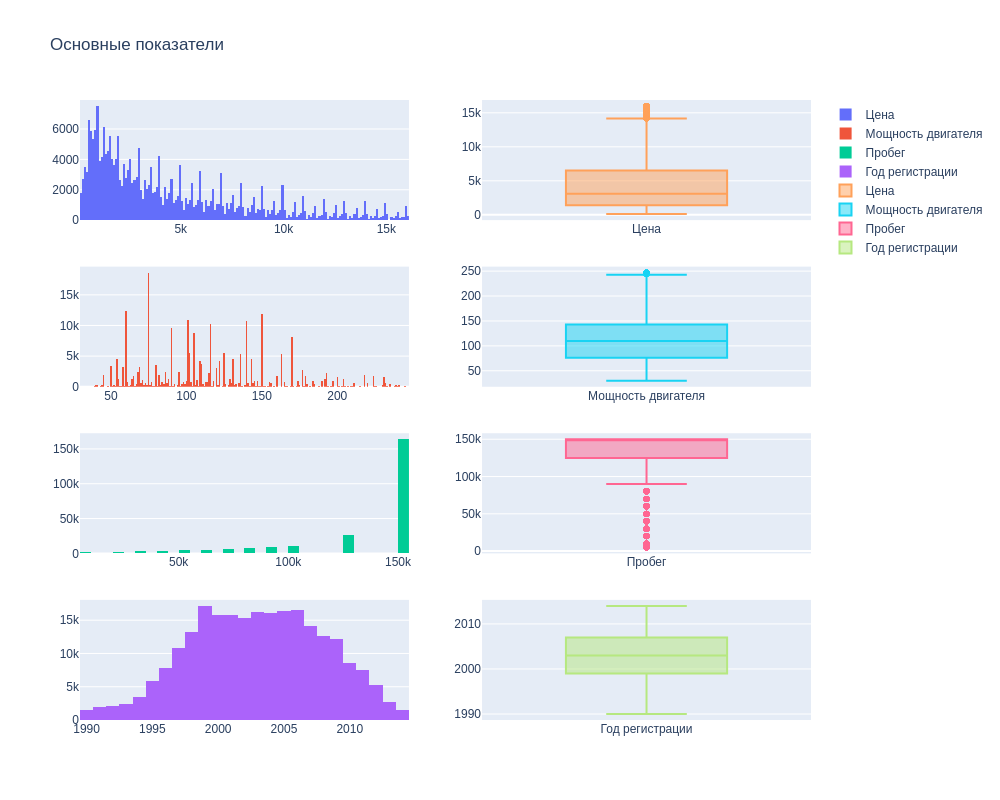 Основные показатели
6000
4000
2000
0
5k
10k
15k
15k
10k
5k
0
Цена
Цена
Мощность двигателя
Пробег
Год регистрации
Цена
Мощность двигателя
Пробег
Год регистрации
15k
10k
5k
0
50
100
150
200
250
200
150
100
50
Мощность двигателя
150k
100k
50k
0
50k
100k
150k
150k
100k
50k
0
Пробег
15k
10k
5k
0
1990
1995
2000
2005
2010
2010
2000
1990
Год регистрации